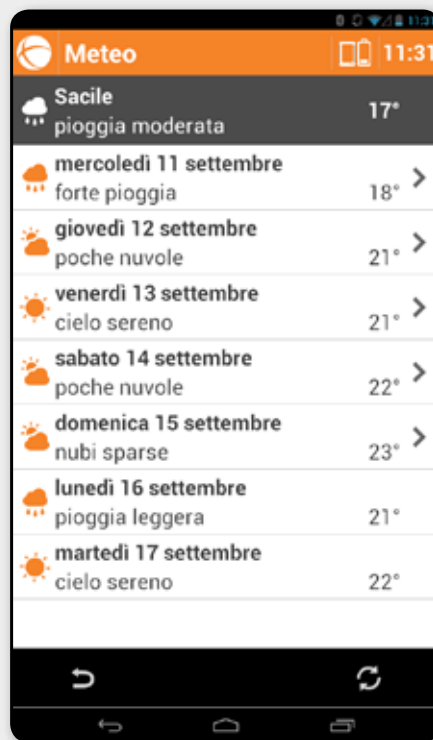 11:31
Meteo 11:31
Sacile
pioggia moderata 17°
mercoledì 11 settembre
forte pioggia 18°
giovedì 12 settembre
poche nuvole 21°
venerdì 13 settembre
cielo sereno 21°
sabato 14 settembre
poche nuvole 22°
domenica 15 settembre
nubi sparse 23°
lunedì 16 settembre
pioggia leggera 21°
martedì 17 settembre
cielo sereno 22°